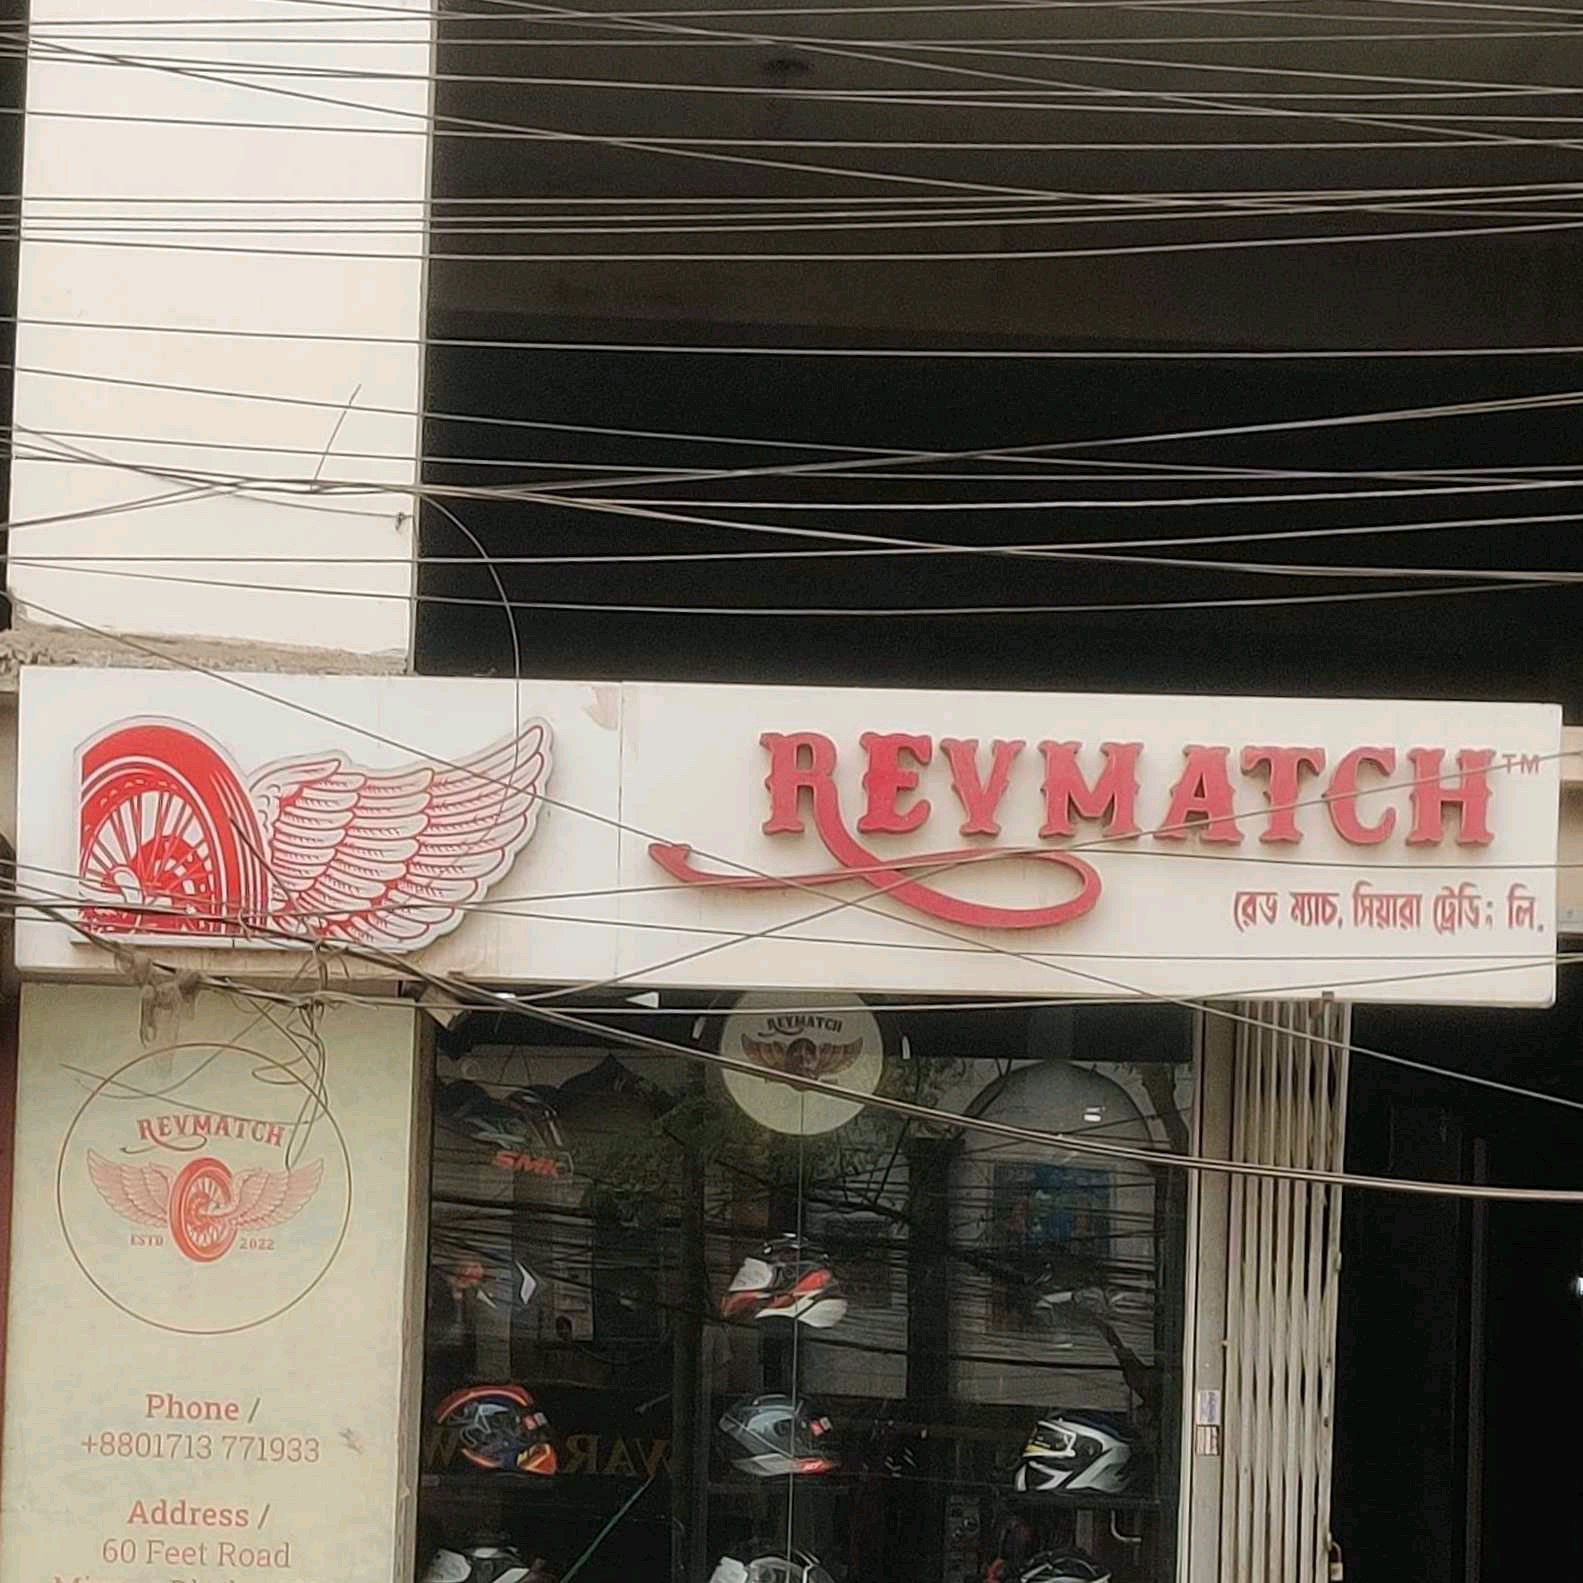 REVMATCH™
রেভ ম্যাচ, সিয়ারা ট্রেডিং লি.
REVMATCH
REVMATCH
ESTD 2022
SMK
Phone /
+8801713 771933
Address /
60 Feet Road